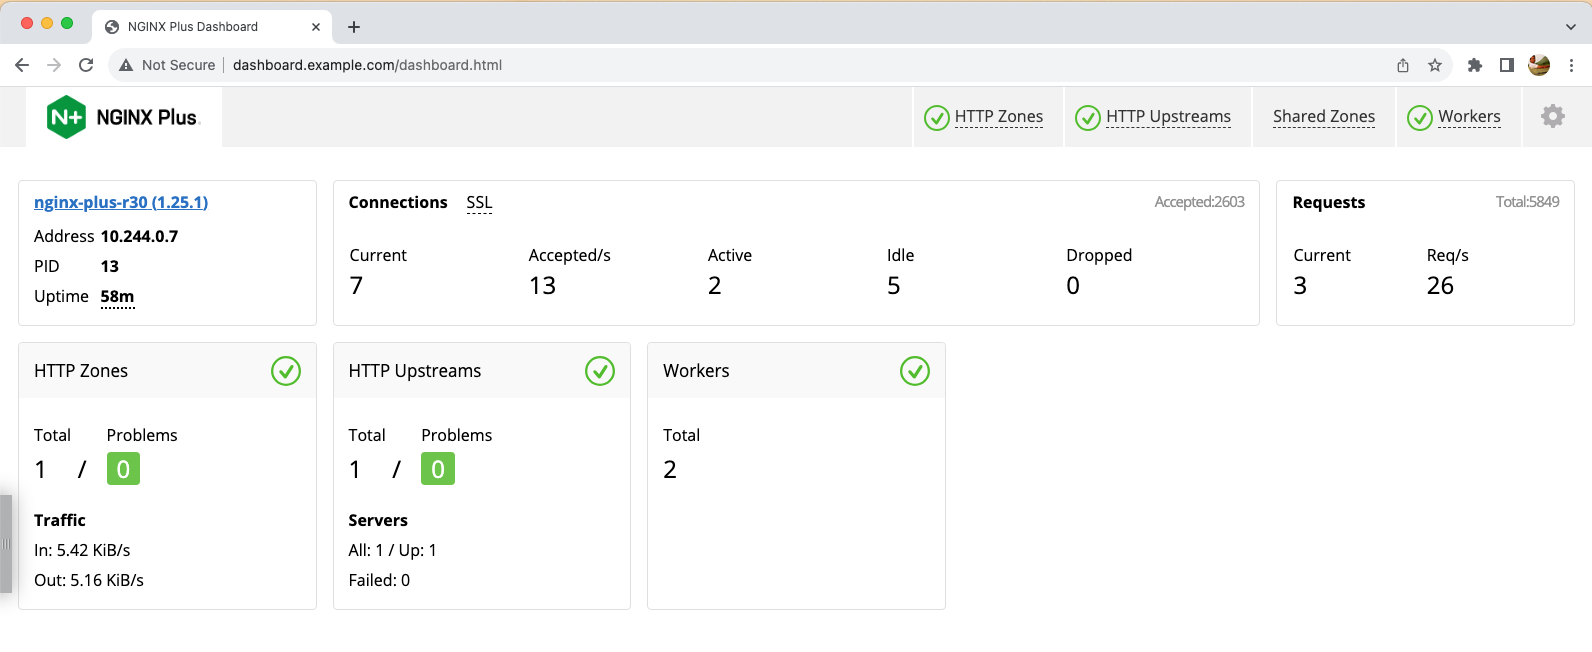 NGINX Plus Dashboard
Not Secure dashboard.example.com/dashboard.html
N+ NGINX Plus HTTP Zones HTTP Upstreams Shared Zones Workers
nginx-plus-r30 (1.25.1)
Address 10.244.0.7
PID 13
Uptime 58m
Connections SSL Accepted:2603
Current Accepted/s Active Idle Dropped
7 13 2 5 0
Requests Total:5849
Current Req/s
3 26
HTTP Zones
Total Problems
1 / 0
Traffic
In: 5.42 KiB/s
Out: 5.16 KiB/s
HTTP Upstreams
Total Problems
1 / 0
Servers
All: 1 / Up: 1
Failed: 0
Workers
Total
2